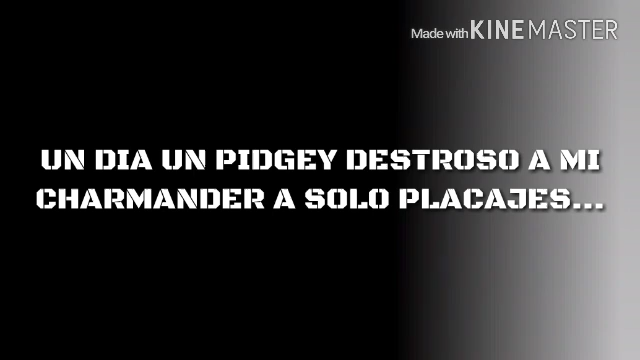 Made with KINEMASTER
UN DIA UN PIDGEY DESTROSO A MI
CHARMANDER A SOLO PLACAJES...